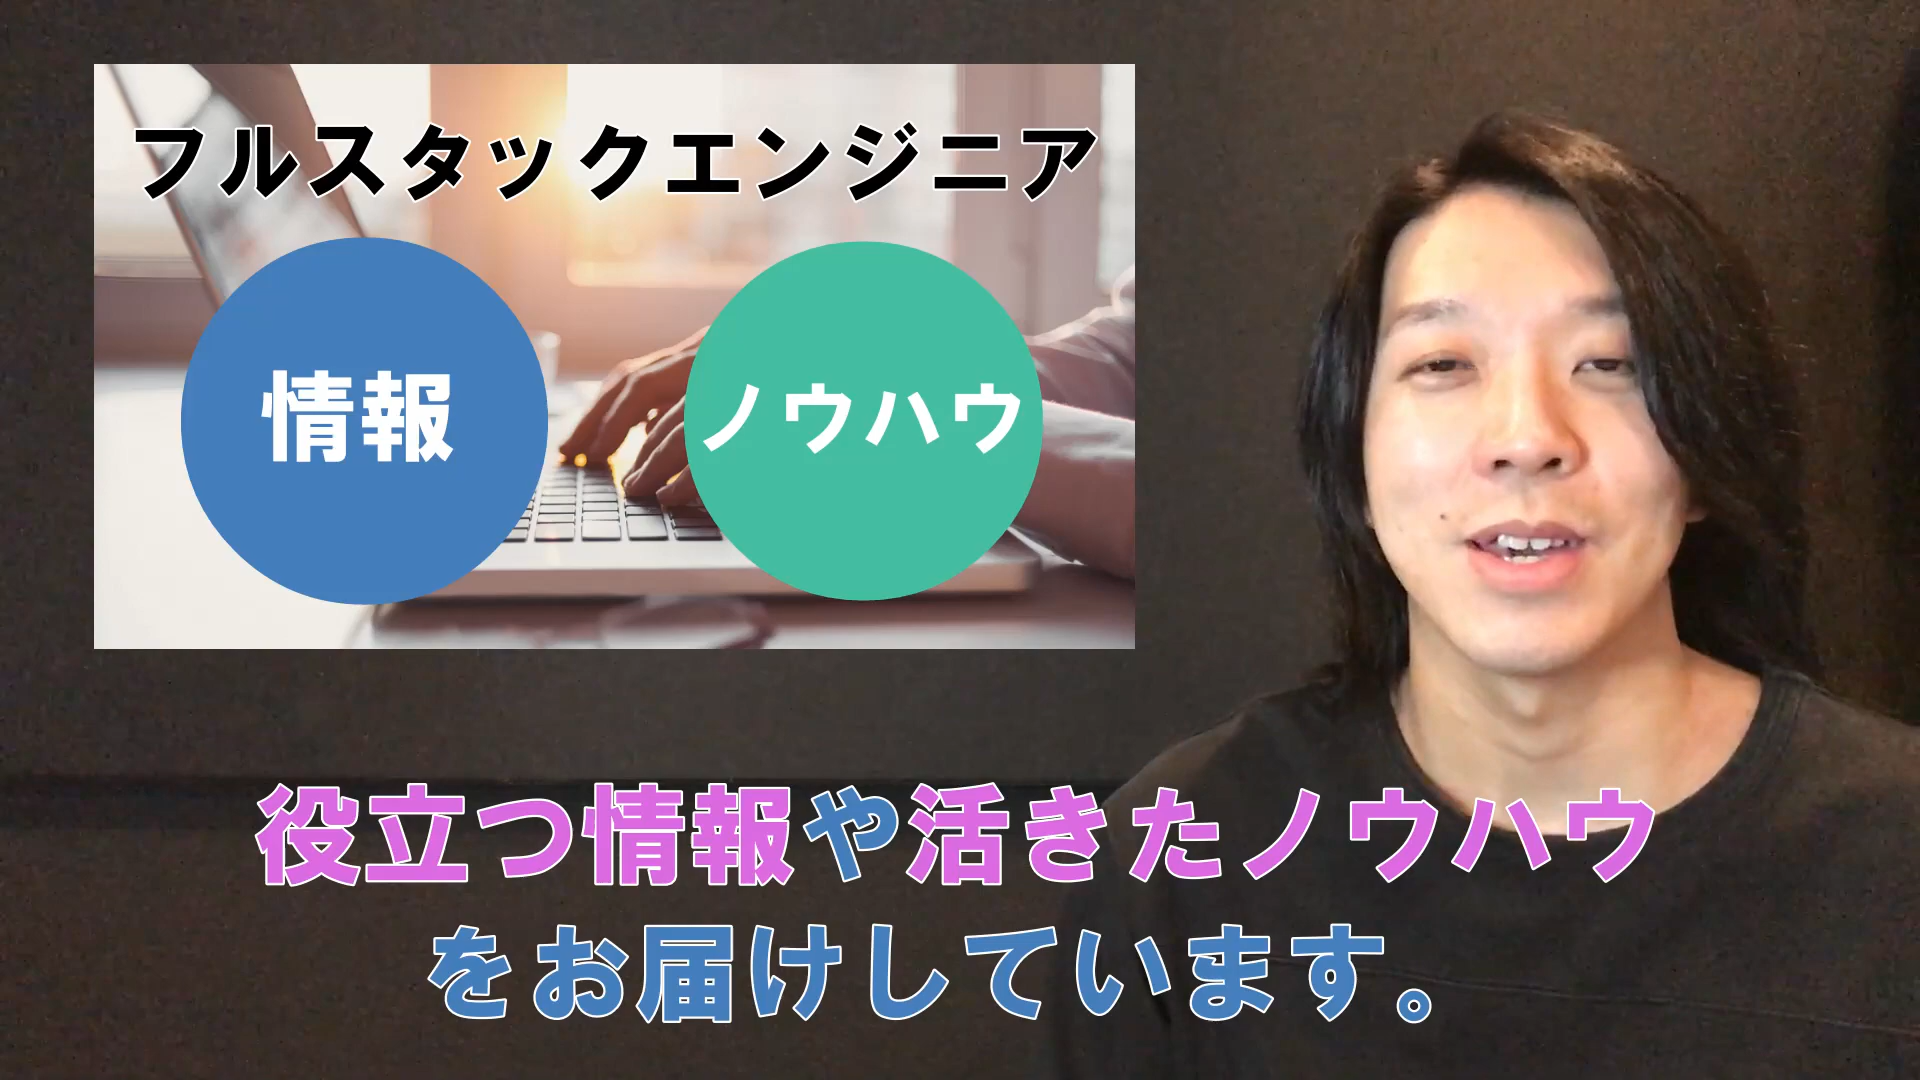 フルスタックエンジニア
情報
ノウハウ
役立つ情報や活きたノウハウ
をお届けしています。